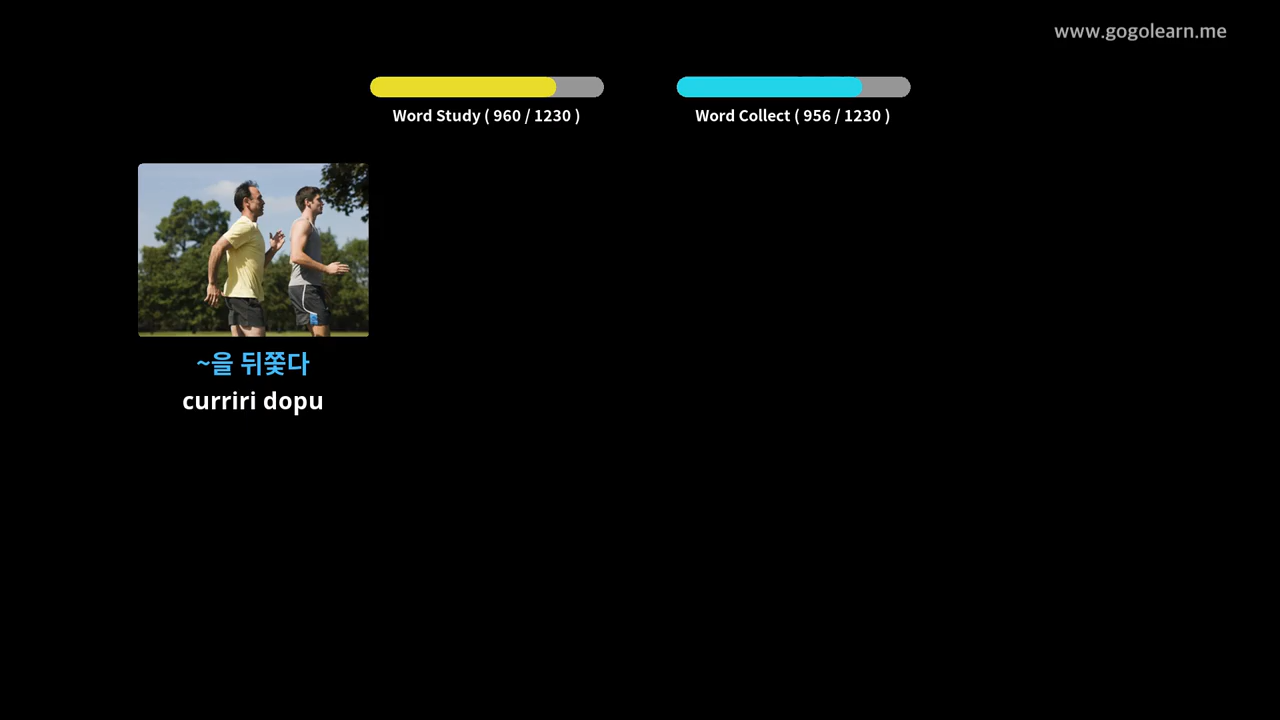 www.gogolearn.me
Word Study ( 960 / 1230 )
Word Collect ( 956 / 1230 )
~을 뒤쫓다
curriri dopu